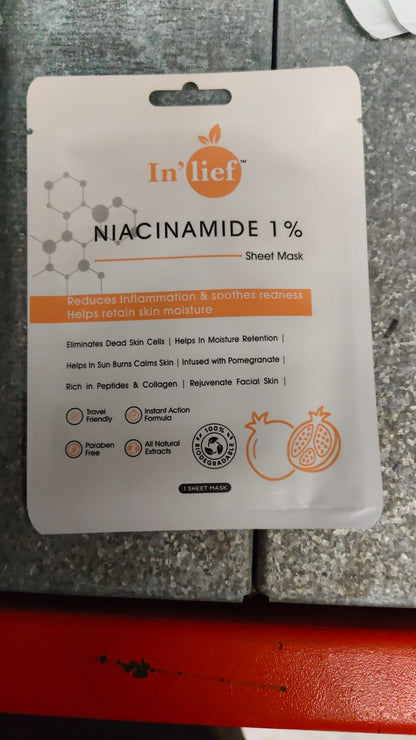 In'lief™
NIACINAMIDE 1%
Sheet Mask
Reduces Inflammation & soothes redness
Helps retain skin moisture
Eliminates Dead Skin Cells | Helps In Moisture Retention |
Helps In Sun Burns Calms Skin | Infused with Pomegranate |
Rich in Peptides & Collagen | Rejuvenate Facial Skin |
Travel Friendly
Instant Action Formula
Paraben Free
All Natural Extracts
100% BIODEGRADABLE
1 SHEET MASK